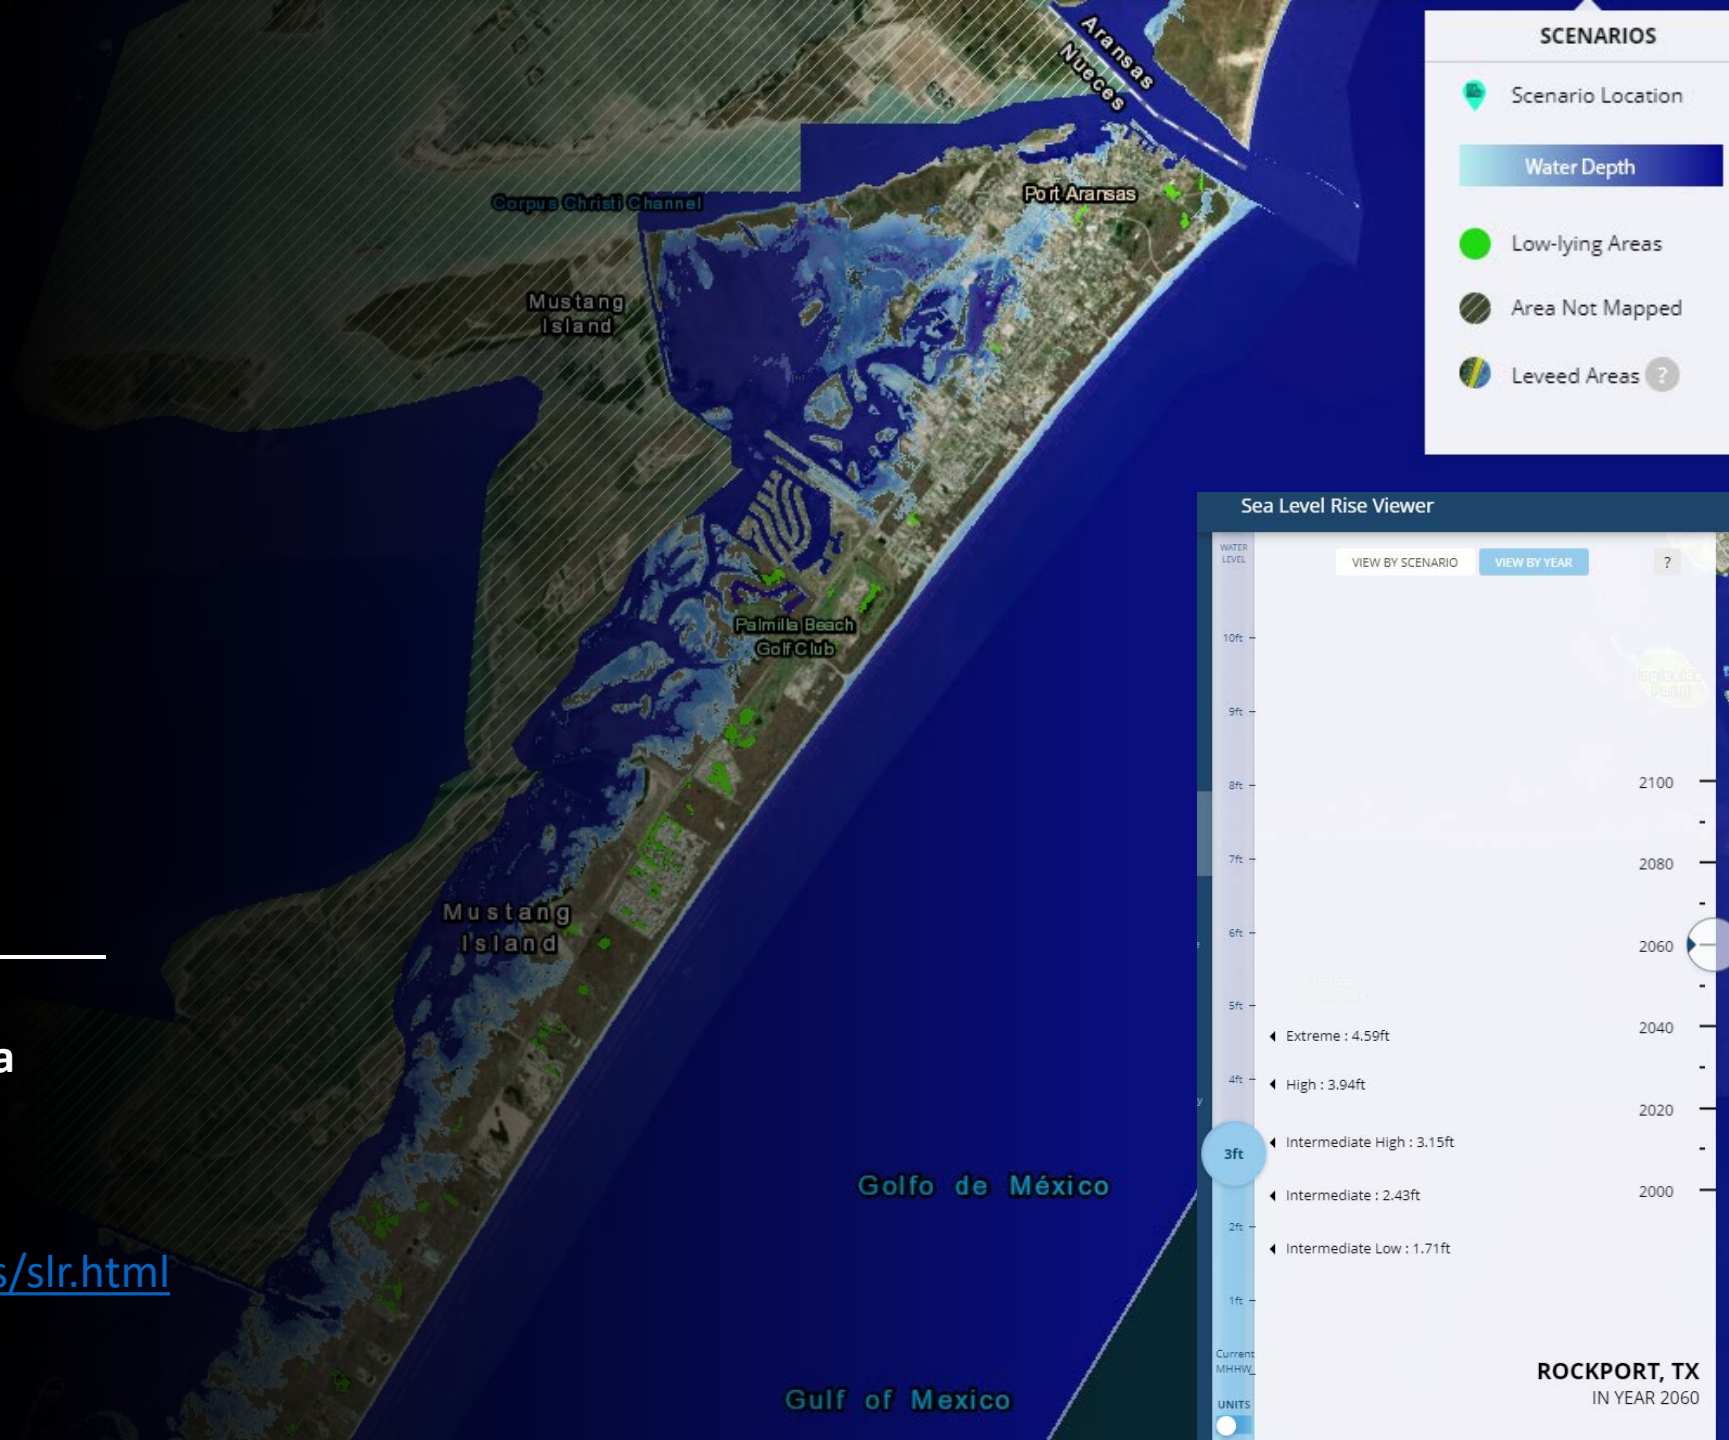 Aransas
Nueces
Port Aransas
Corpus Christi Channel
Mustang
Island
Palmilla Beach
Golf Club
Mustang
Island
a
s/slr.html
Golfo de México
Gulf of Mexico
SCENARIOS
Scenario Location
Water Depth
Low-lying Areas
Area Not Mapped
Leveed Areas ?
Sea Level Rise Viewer
WATER
LEVEL
VIEW BY SCENARIO
VIEW BY YEAR
?
10ft
9ft
8ft
7ft
6ft
5ft
4ft
3ft
2ft
1ft
Current
MHHW
UNITS
Extreme : 4.59ft
High : 3.94ft
Intermediate High : 3.15ft
Intermediate : 2.43ft
Intermediate Low : 1.71ft
2100
2080
2060
2040
2020
2000
ROCKPORT, TX
IN YEAR 2060